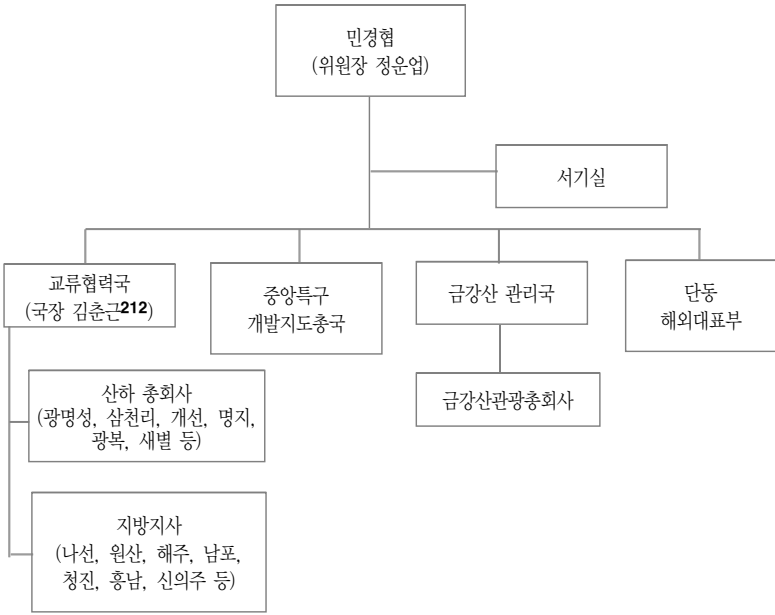 민경협
(위원장 정운업)
서기실
교류협력국
(국장 김춘근212)
중앙특구
개발지도총국
금강산 관리국
단동
해외대표부
산하 총회사
(광명성, 삼천리, 개선, 명지,
광복, 새별 등)
금강산관광총회사
지방지사
(나선, 원산, 해주, 남포,
청진, 흥남, 신의주 등)